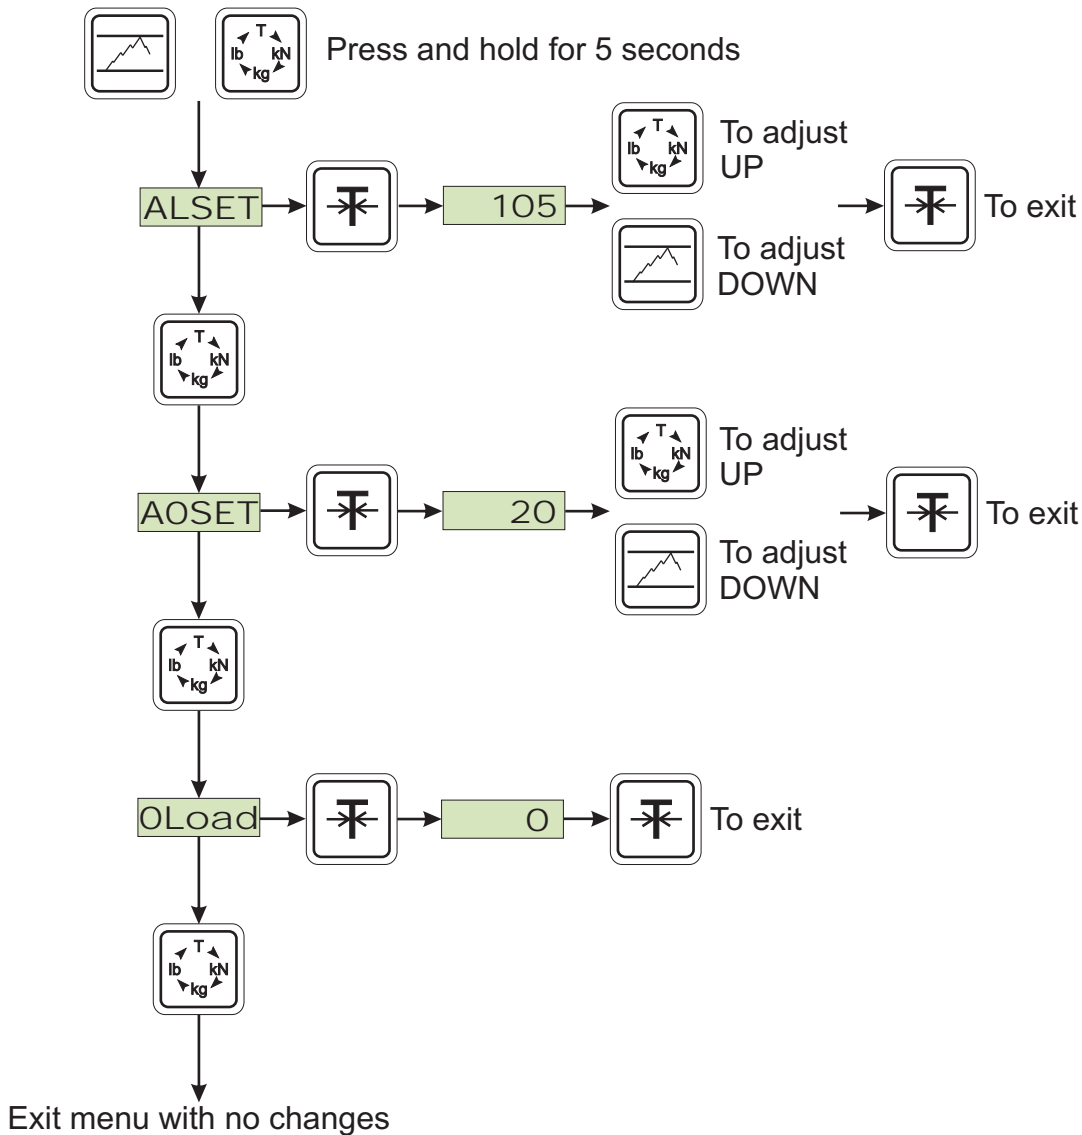 T
lb kN
kg
Press and hold for 5 seconds
T
lb kN
kg
To adjust
UP
ALSET
T
105
T
To exit
To adjust
DOWN
T
lb kN
kg
T
lb kN
kg
To adjust
UP
AOSET
T
20
T
To exit
To adjust
DOWN
T
lb kN
kg
OLoad
T
0
T
To exit
T
lb kN
kg
Exit menu with no changes